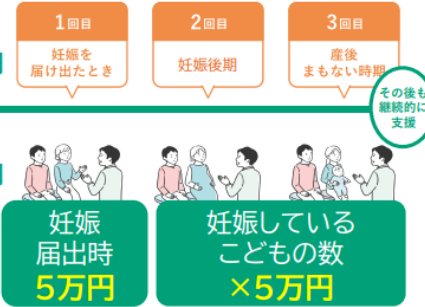 1回目
妊娠を
届け出たとき
2回目
妊娠後期
3回目
産後
まもない時期
その後も
継続的に
支援
妊娠
届出時
5万円
妊娠している
こどもの数
×5万円